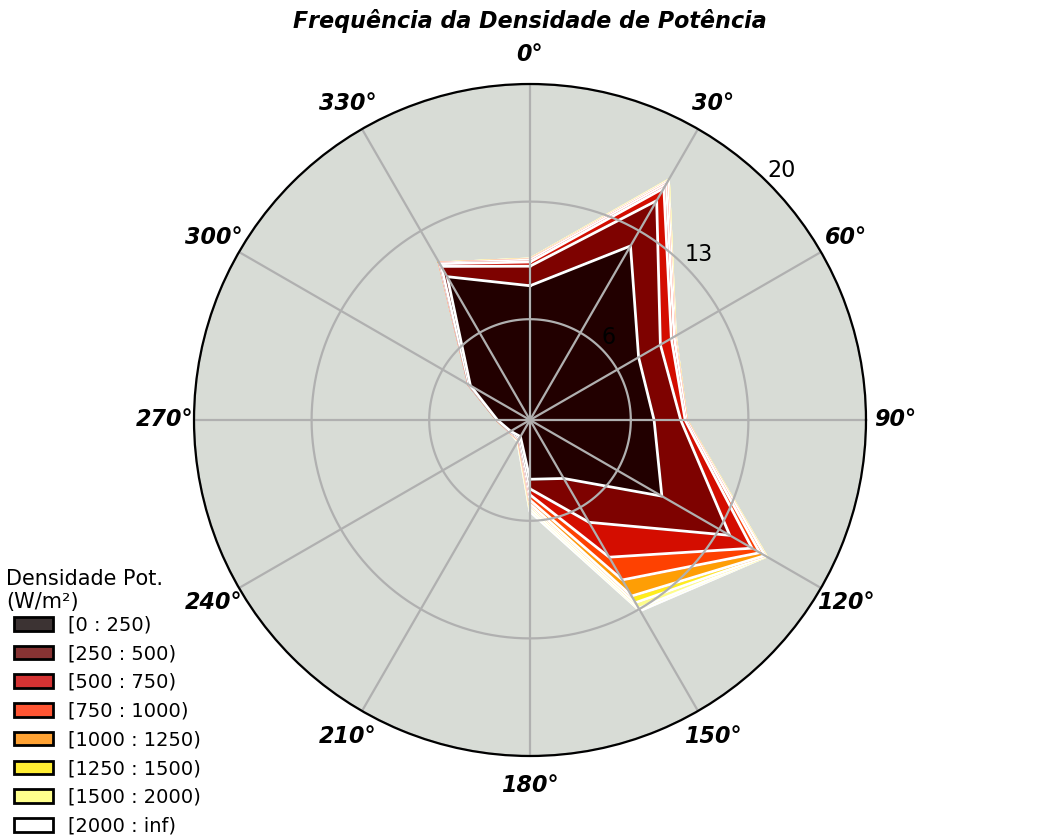 Frequência da Densidade de Potência
0°
330°
30°
20
300°
60°
13
6
270°
90°
240°
120°
210°
150°
180°
Densidade Pot.
(W/m²)
[0 : 250)
[250 : 500)
[500 : 750)
[750 : 1000)
[1000 : 1250)
[1250 : 1500)
[1500 : 2000)
[2000 : inf)